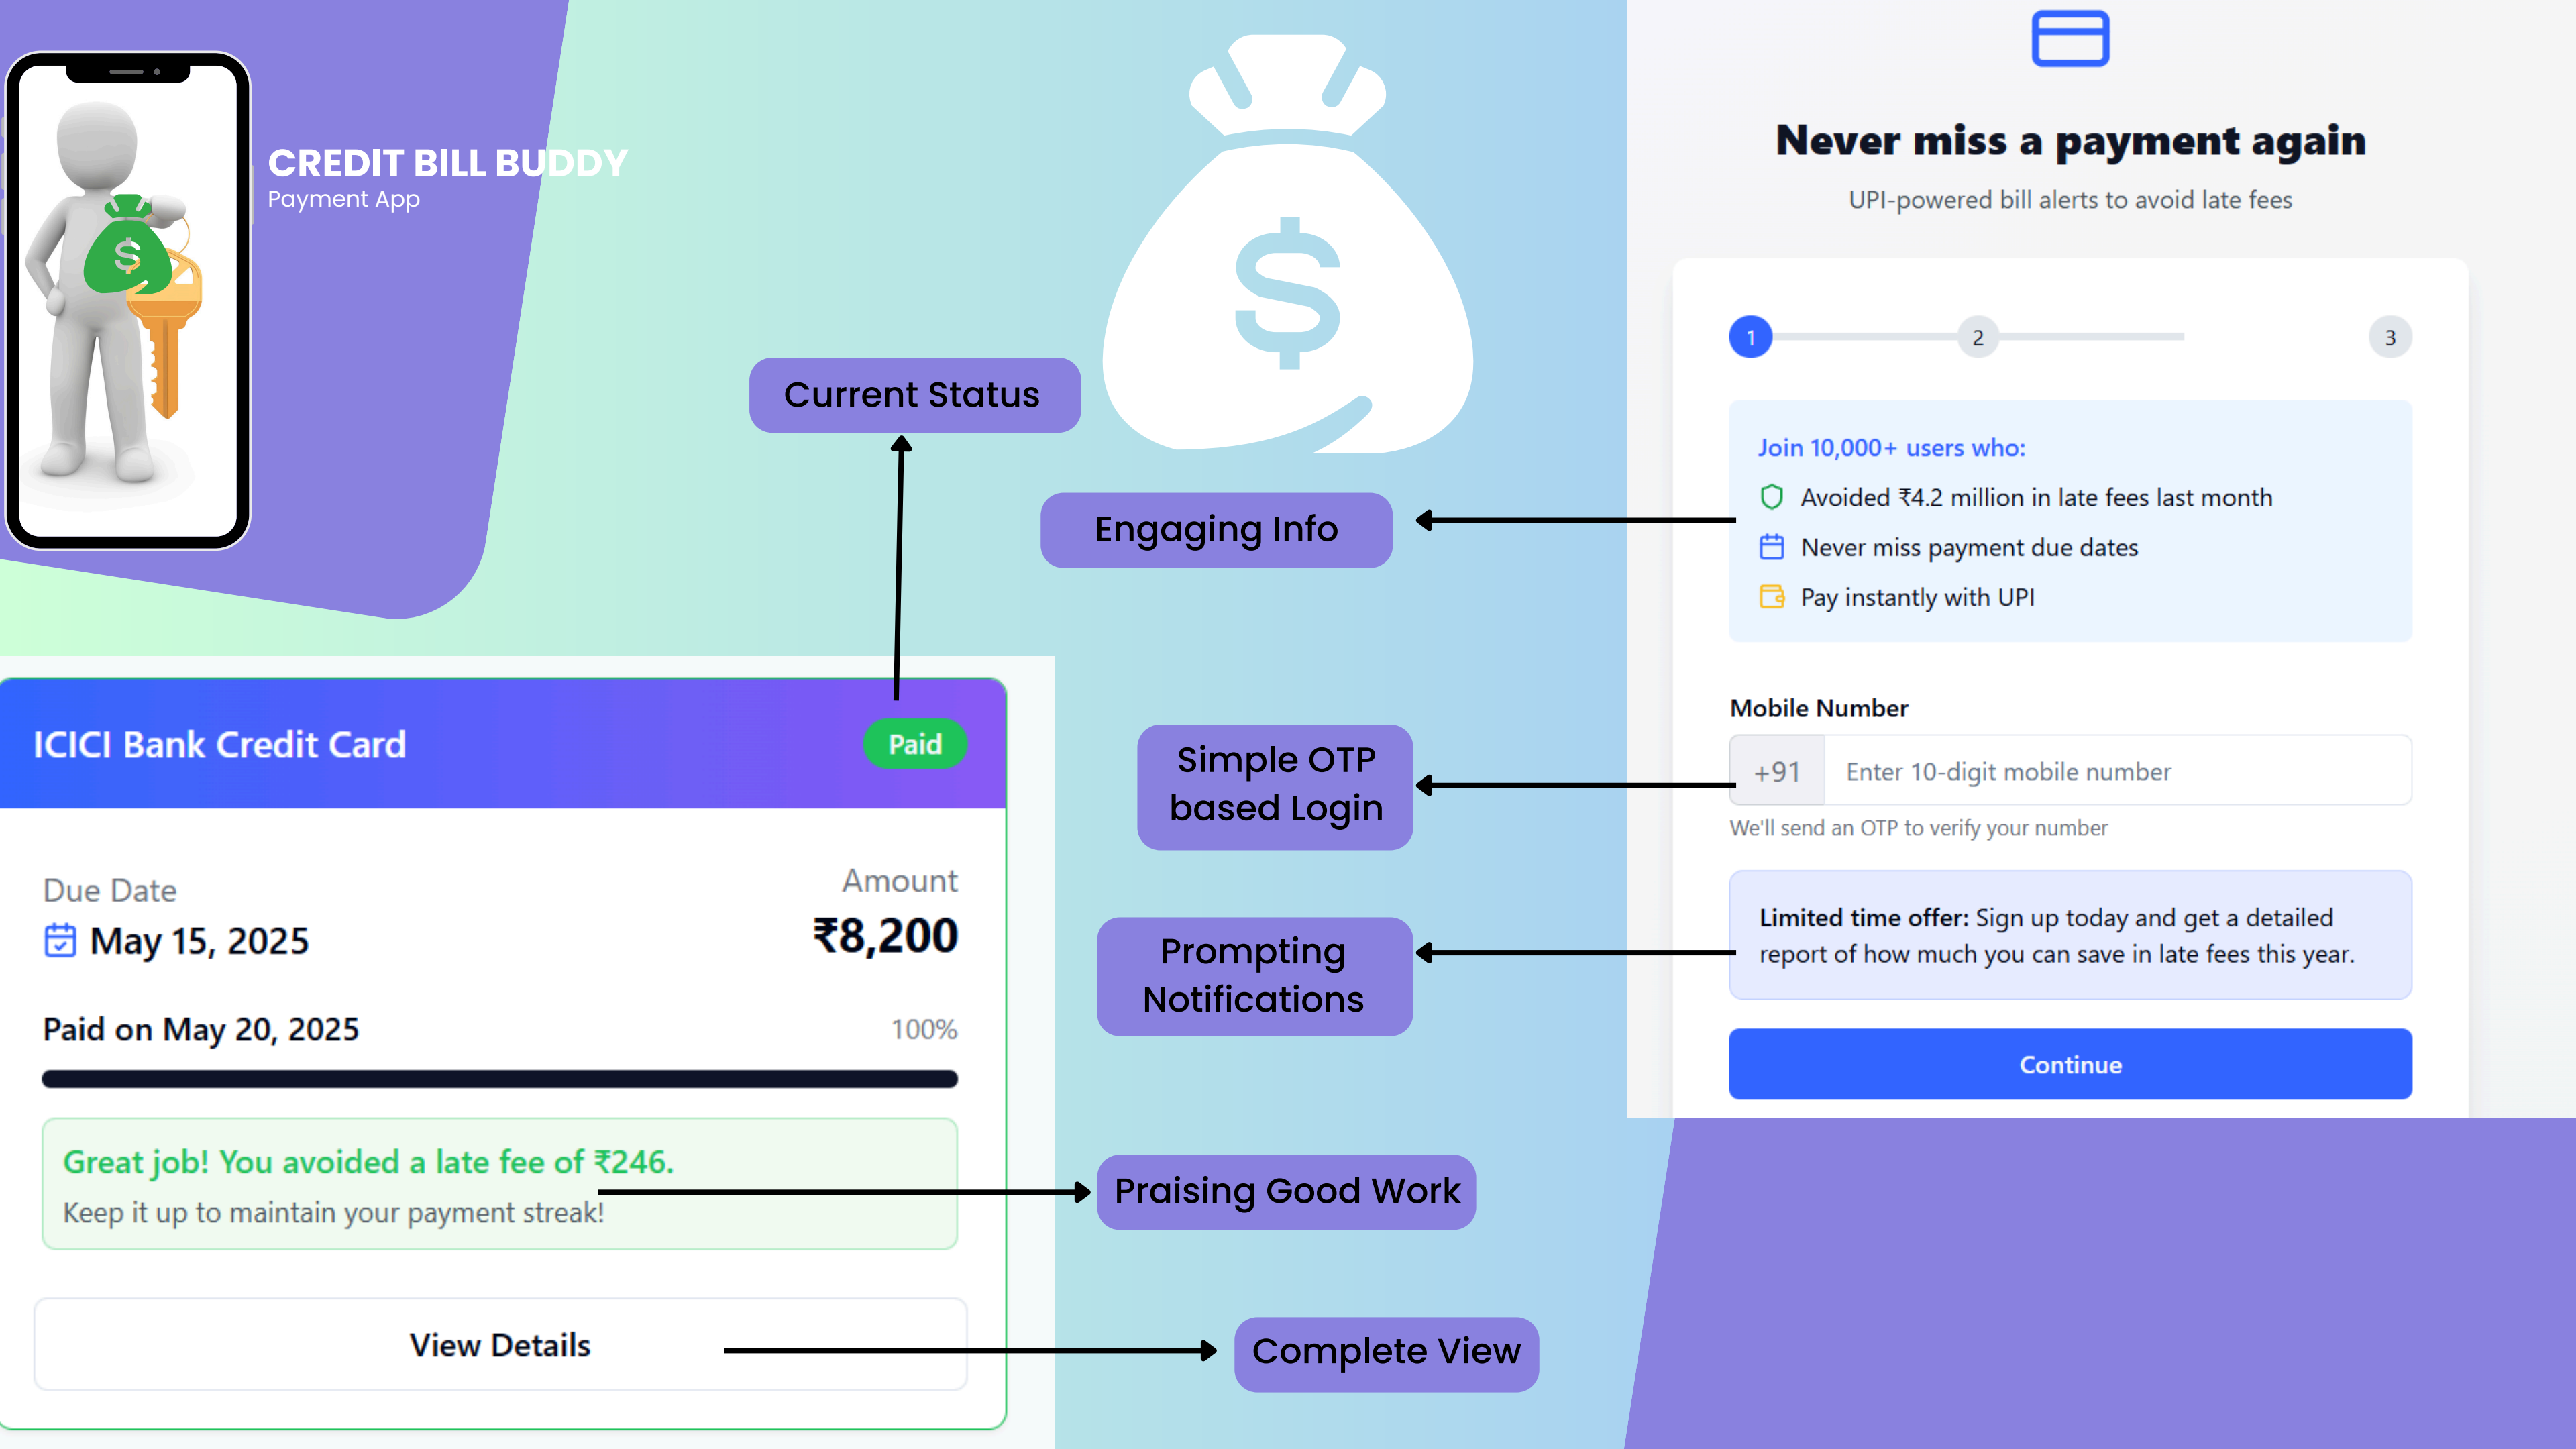 CREDIT BILL BUDDY
Payment App
$
$
Current Status
Engaging Info
Simple OTP
based Login
Prompting
Notifications
Praising Good Work
Complete View
ICICI Bank Credit Card
Paid
Due Date
May 15, 2025
Amount
₹8,200
Paid on May 20, 2025
100%
Great job! You avoided a late fee of ₹246.
Keep it up to maintain your payment streak!
View Details
Never miss a payment again
UPI-powered bill alerts to avoid late fees
1
2
3
Join 10,000+ users who:
Avoided ₹4.2 million in late fees last month
Never miss payment due dates
Pay instantly with UPI
Mobile Number
+91
Enter 10-digit mobile number
We'll send an OTP to verify your number
Limited time offer: Sign up today and get a detailed
report of how much you can save in late fees this year.
Continue